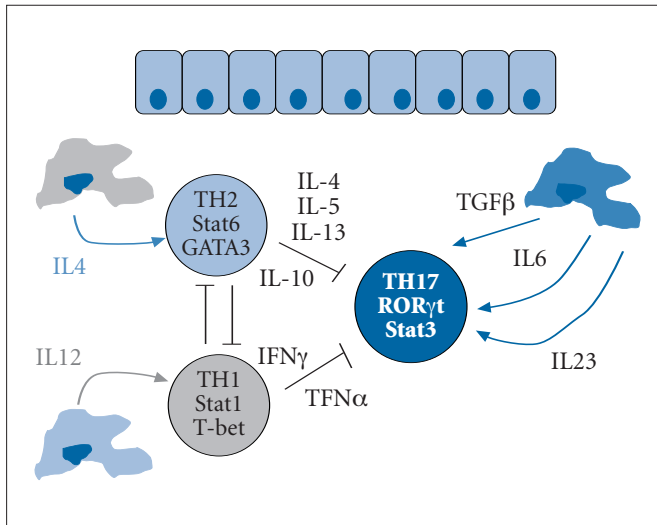 TH2
Stat6
GATA3
IL4
IL-4
IL-5
IL-13
IL-10
TGFβ
IL6
IL23
TH17
RORγt
Stat3
IL12
TH1
Stat1
T-bet
IFNγ
TFNα